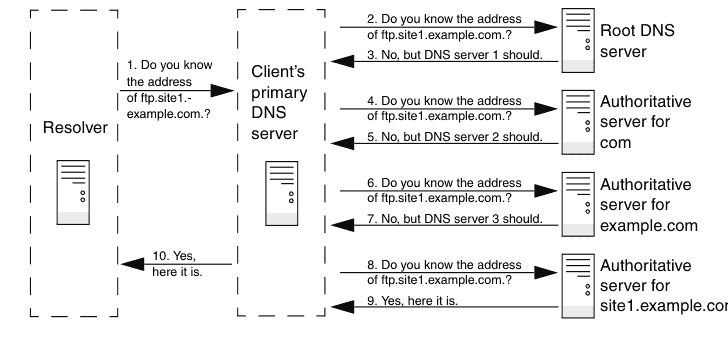 Resolver
1. Do you know
the address
of ftp.site1.-
example.com.?
Client's
primary
DNS
server
2. Do you know the address
of ftp.site1.example.com.?
3. No, but DNS server 1 should.
Root DNS
server
4. Do you know the address
of ftp.site1.example.com.?
5. No, but DNS server 2 should.
Authoritative
server for
com
6. Do you know the address
of ftp.site1.example.com.?
7. No, but DNS server 3 should.
Authoritative
server for
example.com
8. Do you know the address
of ftp.site1.example.com.?
9. Yes, here it is.
Authoritative
server for
site1.example.co
10. Yes,
here it is.